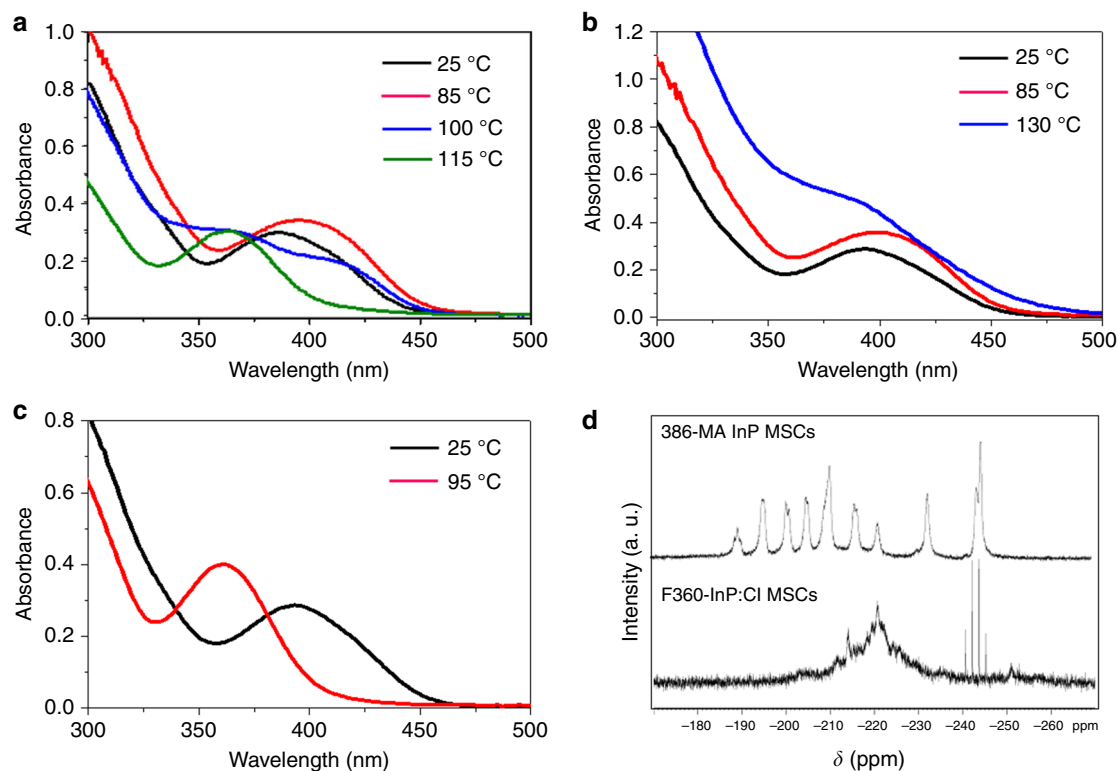 a
1.0
0.8
0.6
0.4
0.2
0.0
Absorbance
25 °C
85 °C
100 °C
115 °C
300 350 400 450 500
Wavelength (nm)
b
1.2
1.0
0.8
0.6
0.4
0.2
0.0
Absorbance
25 °C
85 °C
130 °C
300 350 400 450 500
Wavelength (nm)
c
0.8
0.6
0.4
0.2
0.0
Absorbance
25 °C
95 °C
300 350 400 450 500
Wavelength (nm)
d
386-MA InP MSCs
F360-InP:Cl MSCs
Intensity (a. u.)
–180 –190 –200 –210 –220 –230 –240 –250 –260 ppm
δ (ppm)